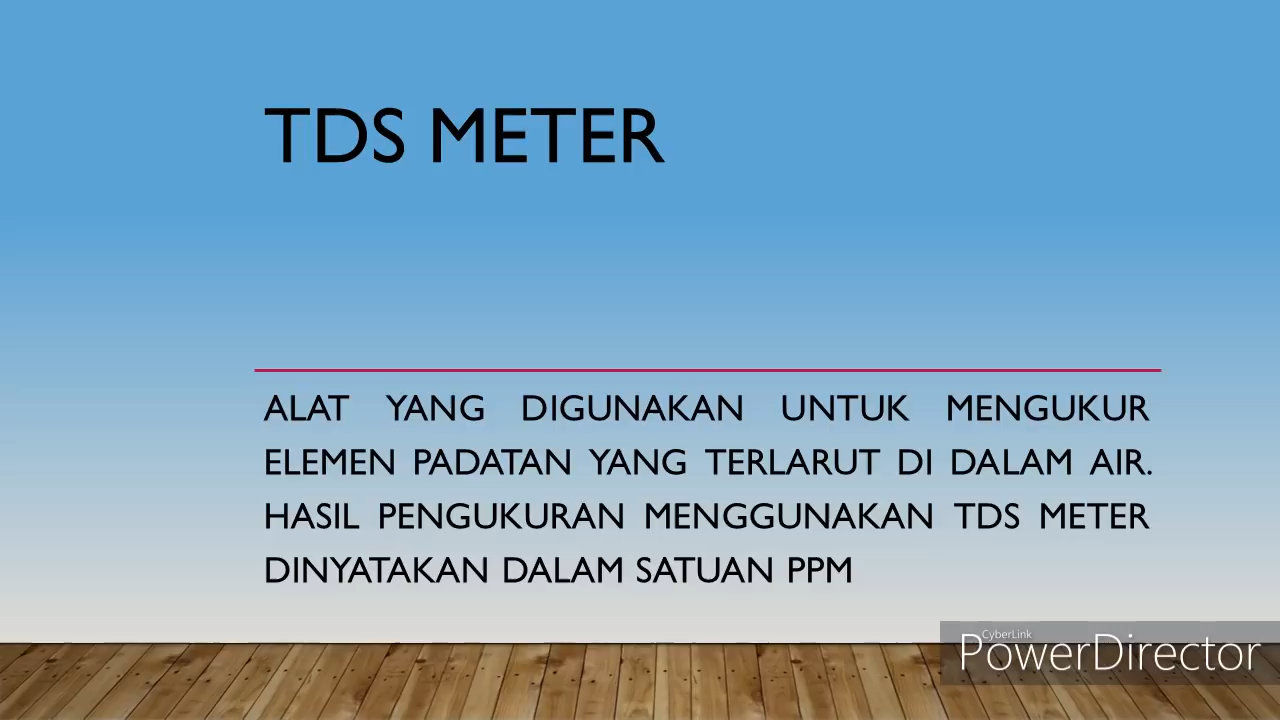 TDS METER
ALAT YANG DIGUNAKAN UNTUK MENGUKUR
ELEMEN PADATAN YANG TERLARUT DI DALAM AIR.
HASIL PENGUKURAN MENGGUNAKAN TDS METER
DINYATAKAN DALAM SATUAN PPM
CyberLink
PowerDirector